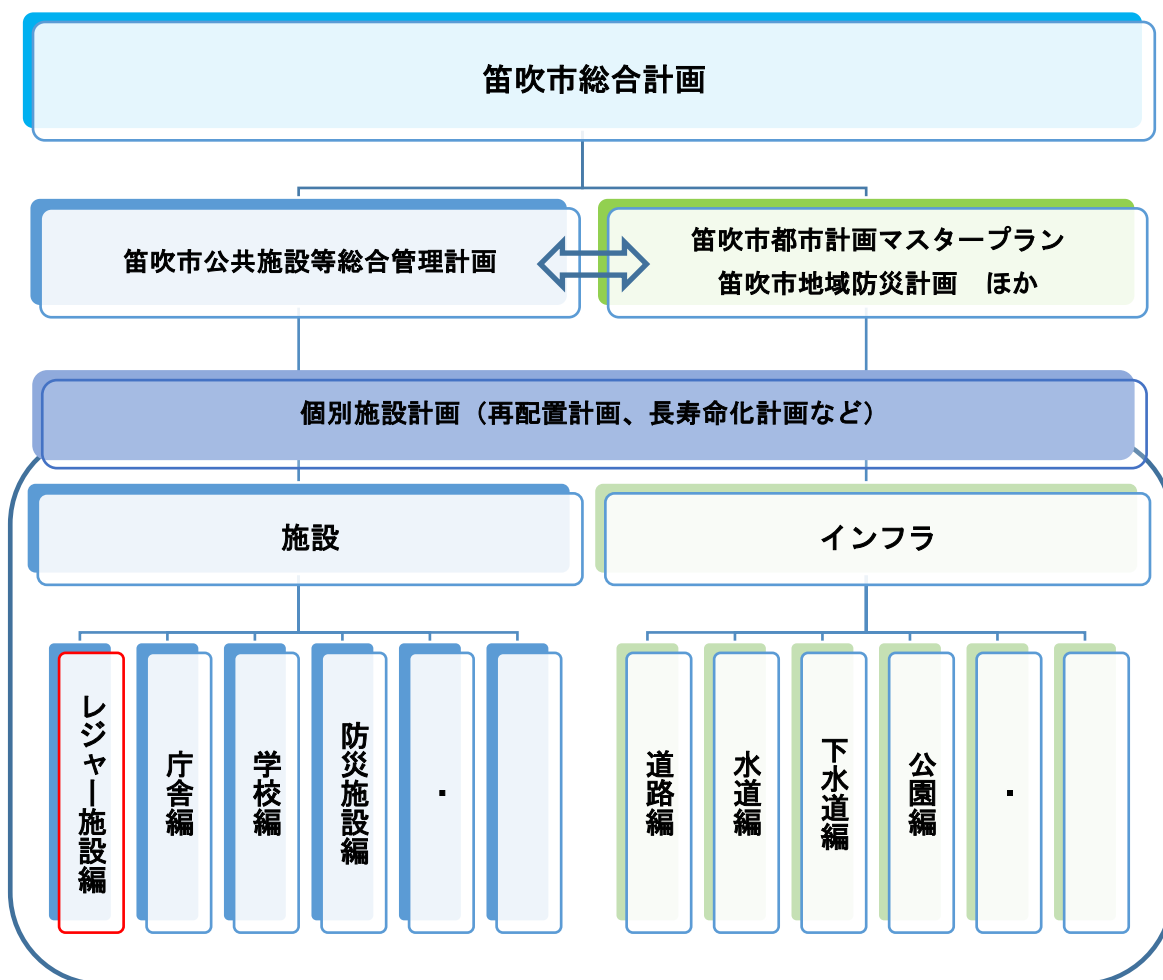 笛吹市総合計画
笛吹市公共施設等総合管理計画
笛吹市都市計画マスタープラン
笛吹市地域防災計画　ほか
個別施設計画（再配置計画、長寿命化計画など）
施設
インフラ
レジャー施設編
庁舎編
学校編
防災施設編
・
道路編
水道編
下水道編
公園編
・